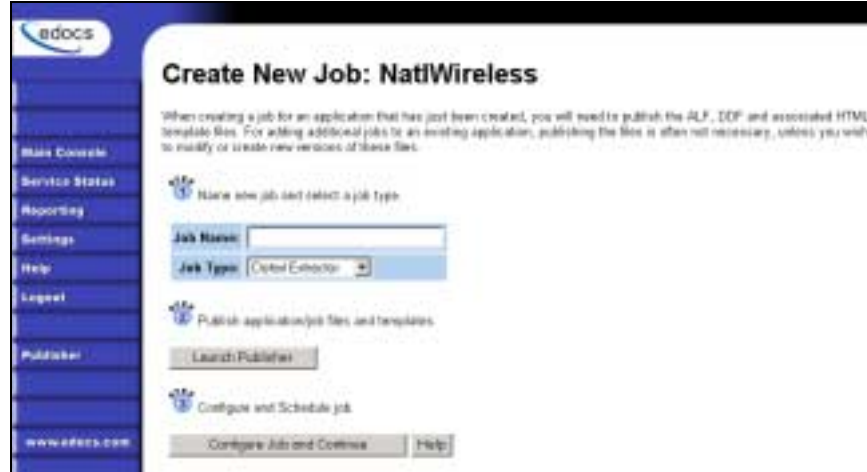 edocs
Create New Job: NatlWireless
When creating a job for an application that has just been created, you will need to publish the ALF, DDF and associated HTML
template files. For adding additional jobs to an existing application, publishing the files is often not necessary, unless you wish
to modify or create new versions of these files.
Main Console
Service Status
Reporting
Settings
Help
Logout
Publisher
www.edocs.com
1 Name new job and select a job type.
Job Name:
Job Type: Detail Extractor
2 Publish application/job files and templates.
Launch Publisher
3 Configure and Schedule job.
Configure Job and Continue Help